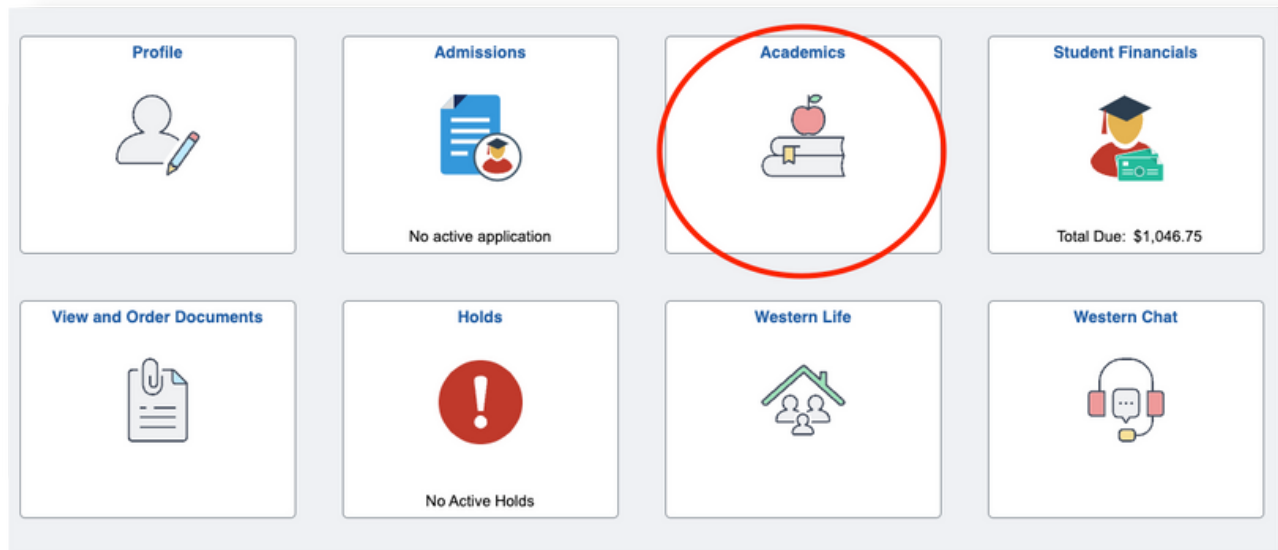 Profile
Admissions
Academics
Student Financials
No active application
Total Due: $1,046.75
View and Order Documents
Holds
Western Life
Western Chat
No Active Holds